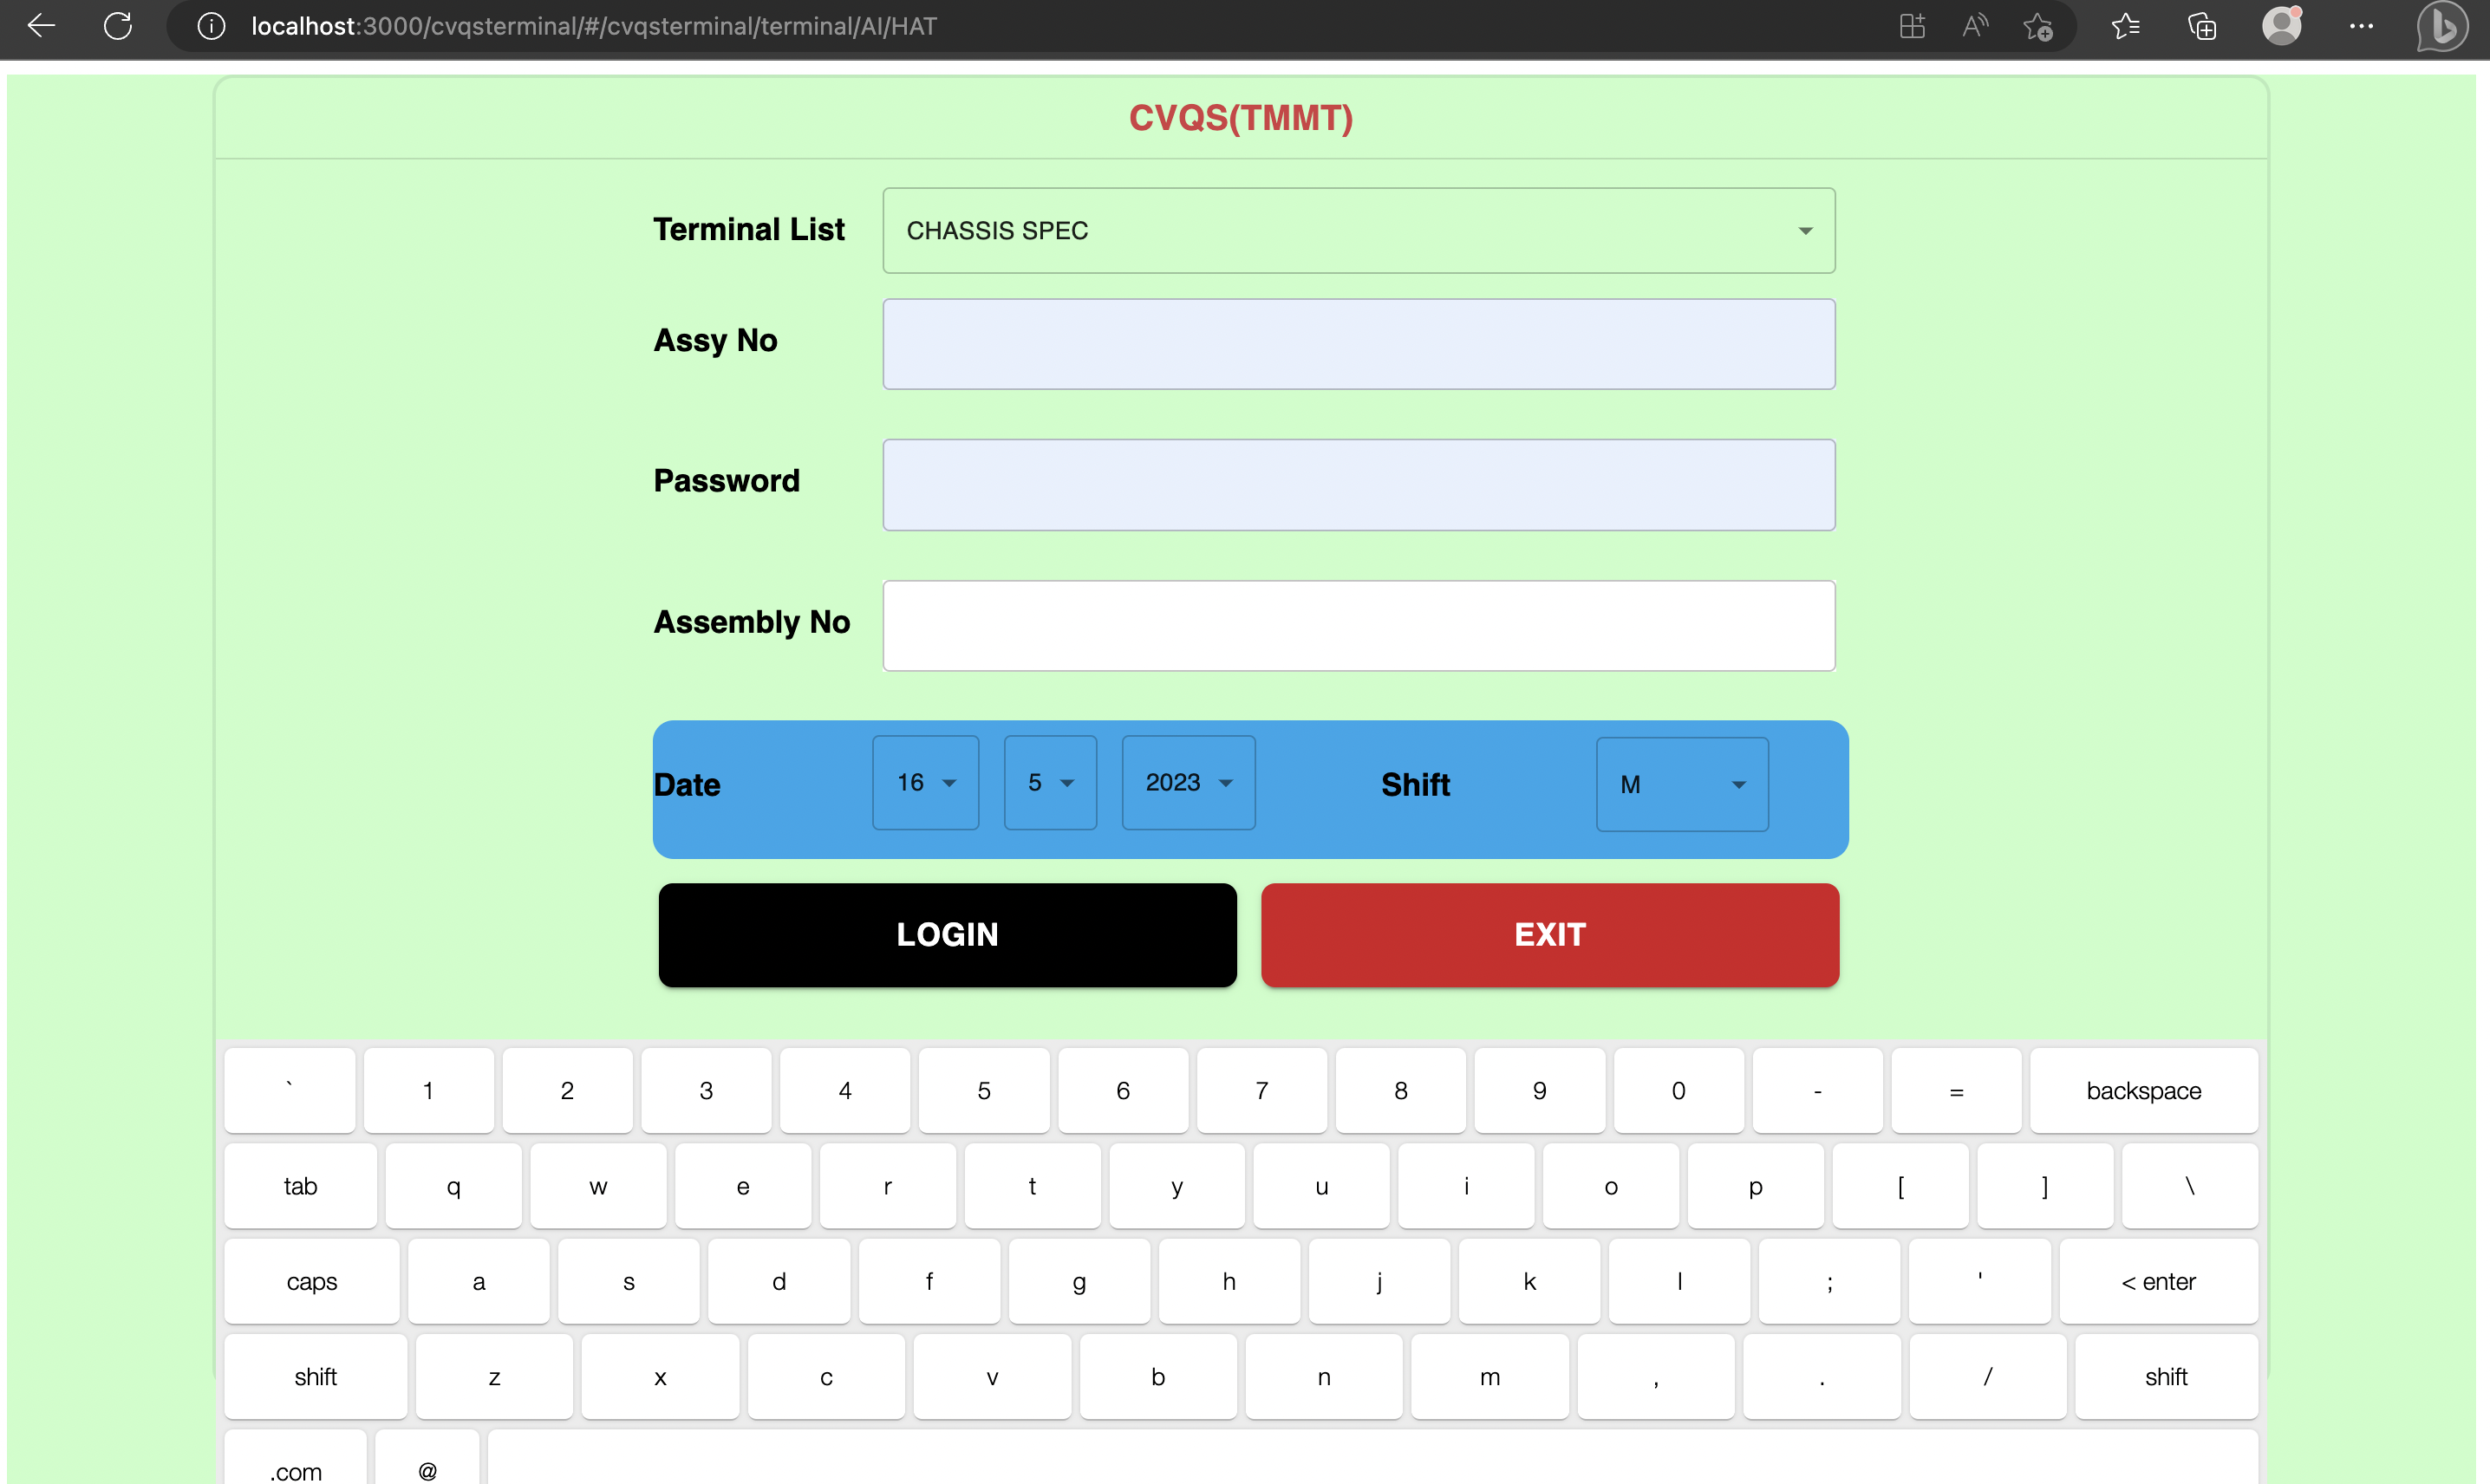 localhost:3000/cvqsterminal/#/cvqsterminal/terminal/AI/HAT
CVQS(TMMT)
Terminal List CHASSIS SPEC
Assy No
Password
Assembly No
Date 16 5 2023 Shift M
LOGIN EXIT
` 1 2 3 4 5 6 7 8 9 0 - = backspace
tab q w e r t y u i o p [ ] \
caps a s d f g h j k l ; ' < enter
shift z x c v b n m , . / shift
.com @